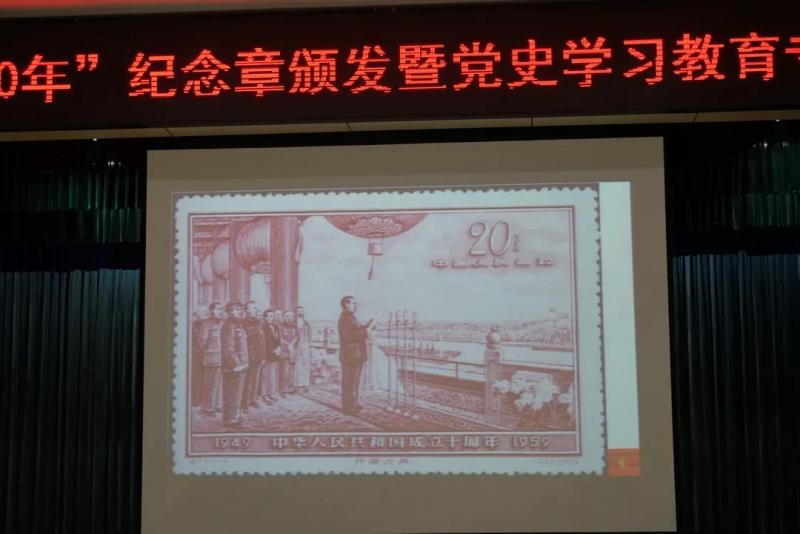 0年”纪念章颁发暨党史学习教育专
20分
中国人民邮政
1949 中华人民共和国成立十周年 1959
开国大典